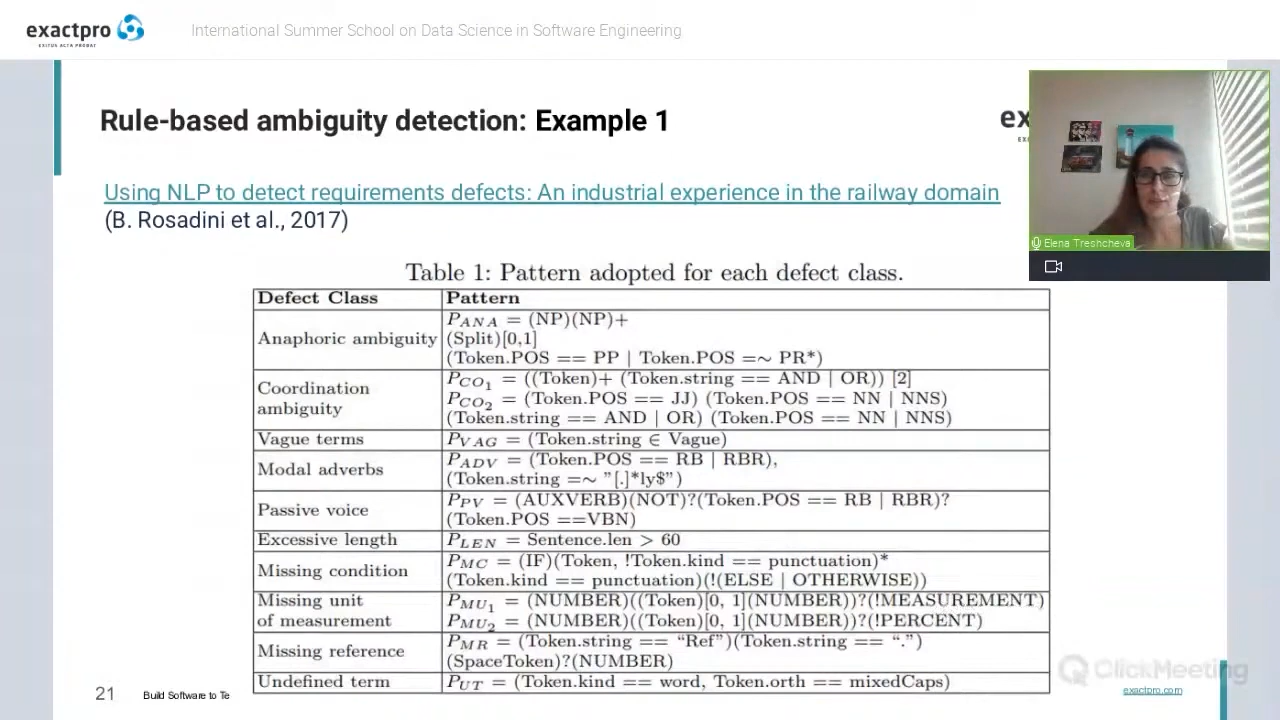 exactpro
EXITUS ACTA PROBAT
International Summer School on Data Science in Software Engineering
Rule-based ambiguity detection: Example 1
ex
Using NLP to detect requirements defects: An industrial experience in the railway domain
(B. Rosadini et al., 2017)
Elena Treshcheva
Table 1: Pattern adopted for each defect class.
Defect Class Pattern
Anaphoric ambiguity P_ANA = (NP)(NP)+
(Split)[0,1]
(Token.POS == PP | Token.POS =∼ PR*)
Coordination
ambiguity
P_CO1 = ((Token)+ (Token.string == AND | OR)) [2]
P_CO2 = (Token.POS == JJ) (Token.POS == NN | NNS)
(Token.string == AND | OR) (Token.POS == NN | NNS)
Vague terms P_VAG = (Token.string ∈ Vague)
Modal adverbs P_ADV = (Token.POS == RB | RBR),
(Token.string =∼ "[.]*ly$")
Passive voice P_PV = (AUXVERB)(NOT)?(Token.POS == RB | RBR)?
(Token.POS ==VBN)
Excessive length P_LEN = Sentence.len > 60
Missing condition P_MC = (IF)(Token, !Token.kind == punctuation)*
(Token.kind == punctuation)(!(ELSE | OTHERWISE))
Missing unit
of measurement
P_MU1 = (NUMBER)((Token)[0, 1](NUMBER))?(!MEASUREMENT)
P_MU2 = (NUMBER)((Token)[0, 1](NUMBER))?(!PERCENT)
Missing reference P_MR = (Token.string == “Ref”)(Token.string == “.”)
(SpaceToken)?(NUMBER)
Undefined term P_UT = (Token.kind == word, Token.orth == mixedCaps)
21
Build Software to Te
ClickMeeting
exactpro.com